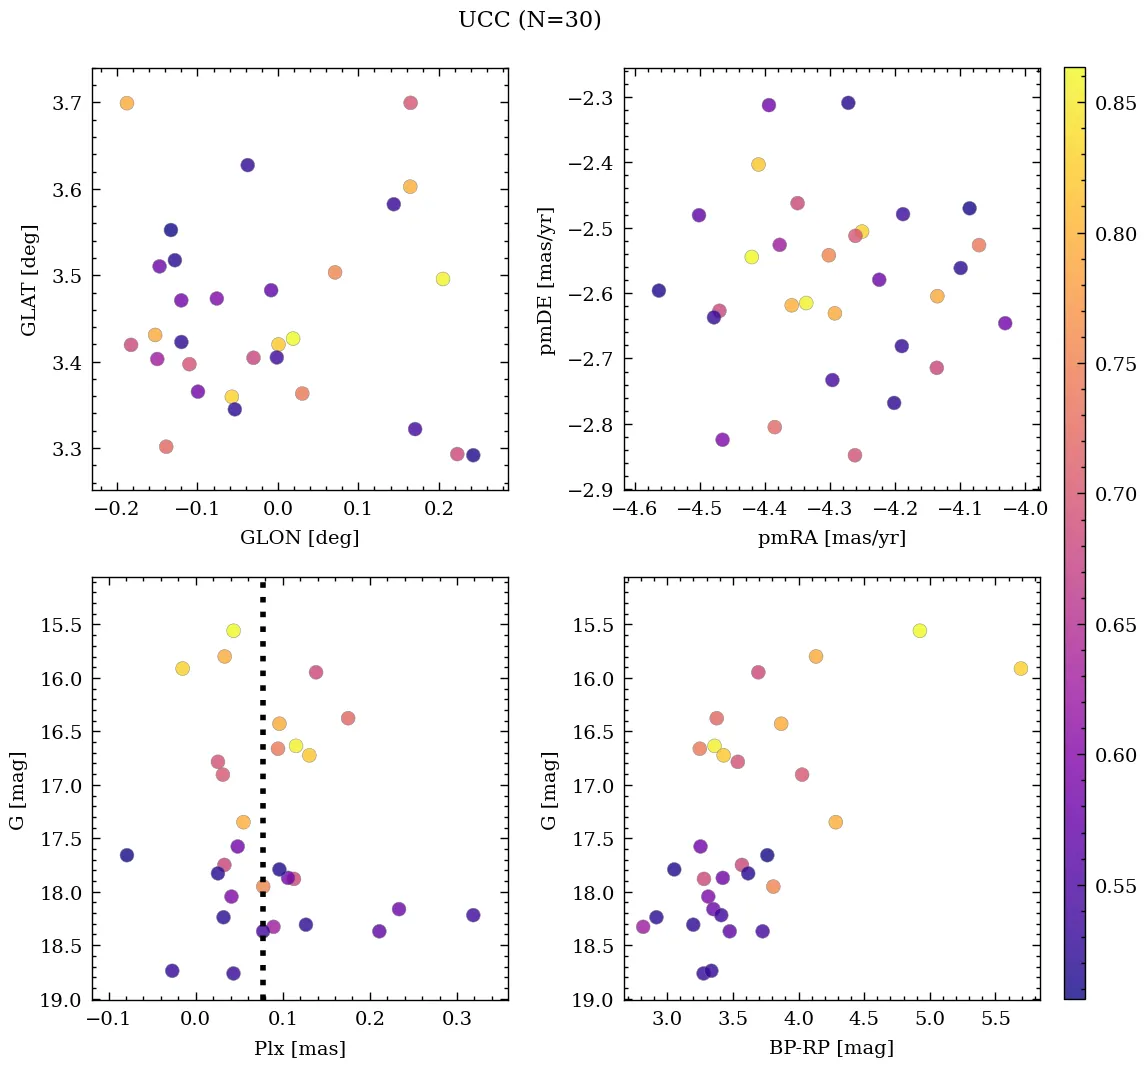 UCC (N=30)
3.7
3.6
3.5
3.4
3.3
GLAT [deg]
−0.2 −0.1 0.0 0.1 0.2
GLON [deg]
−2.3
−2.4
−2.5
−2.6
−2.7
−2.8
−2.9
pmDE [mas/yr]
−4.6 −4.5 −4.4 −4.3 −4.2 −4.1 −4.0
pmRA [mas/yr]
15.5
16.0
16.5
17.0
17.5
18.0
18.5
19.0
G [mag]
−0.1 0.0 0.1 0.2 0.3
Plx [mas]
15.5
16.0
16.5
17.0
17.5
18.0
18.5
19.0
G [mag]
3.0 3.5 4.0 4.5 5.0 5.5
BP-RP [mag]
0.85
0.80
0.75
0.70
0.65
0.60
0.55